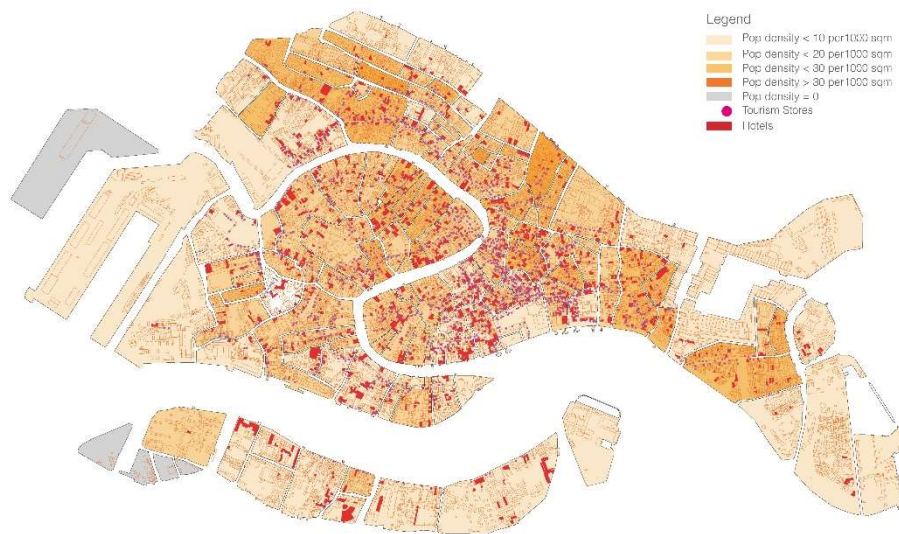 Legend
Pop density < 10 per1000 sqm
Pop density < 20 per1000 sqm
Pop density < 30 per1000 sqm
Pop density > 30 per1000 sqm
Pop density = 0
Tourism Stores
Hotels